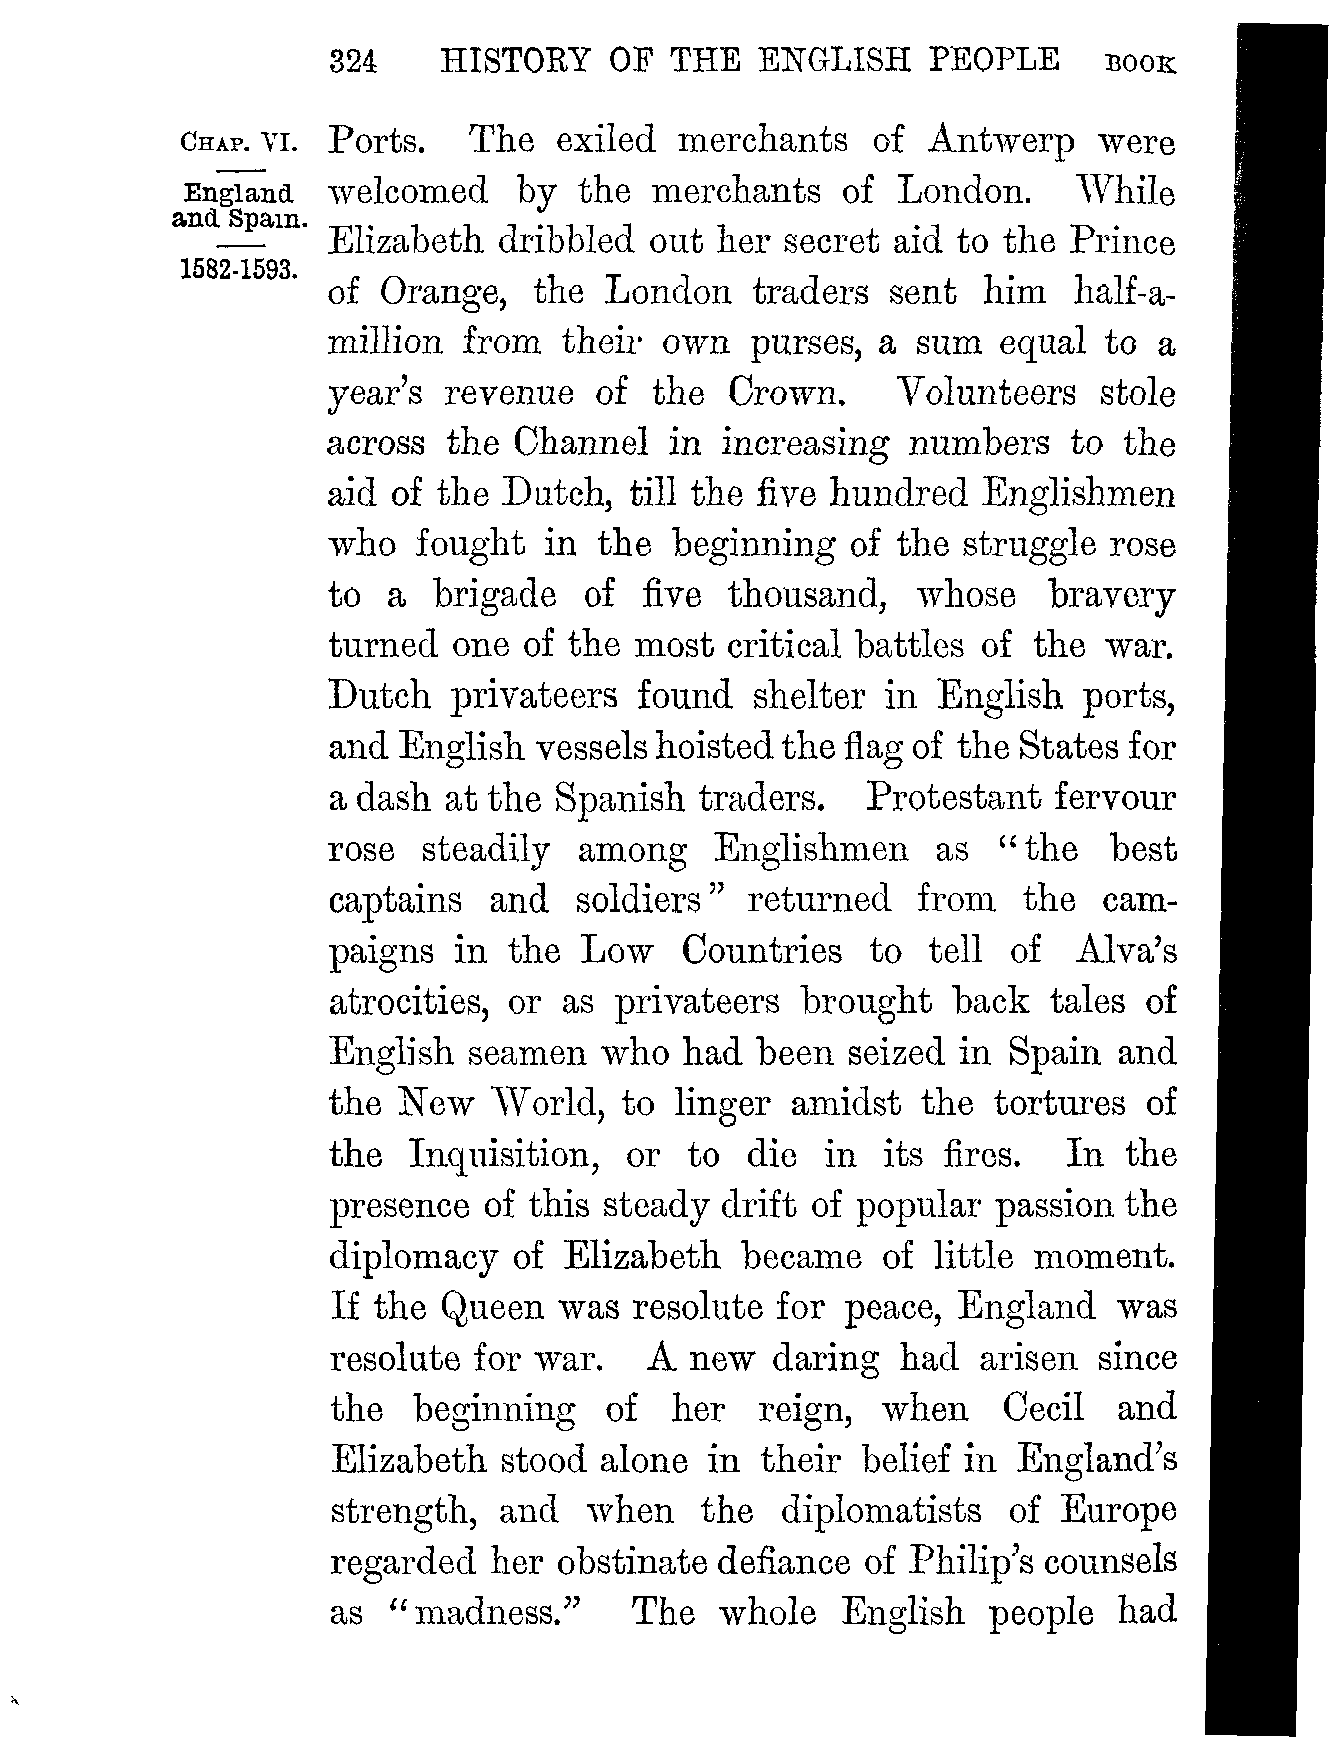 324 HISTORY OF THE ENGLISH PEOPLE BOOK
CHAP. VI.
England
and Spain.
1582-1593.
Ports. The exiled merchants of Antwerp were
welcomed by the merchants of London. While
Elizabeth dribbled out her secret aid to the Prince
of Orange, the London traders sent him half-a-
million from their own purses, a sum equal to a
year's revenue of the Crown. Volunteers stole
across the Channel in increasing numbers to the
aid of the Dutch, till the five hundred Englishmen
who fought in the beginning of the struggle rose
to a brigade of five thousand, whose bravery
turned one of the most critical battles of the war.
Dutch privateers found shelter in English ports,
and English vessels hoisted the flag of the States for
a dash at the Spanish traders. Protestant fervour
rose steadily among Englishmen as "the best
captains and soldiers" returned from the cam-
paigns in the Low Countries to tell of Alva's
atrocities, or as privateers brought back tales of
English seamen who had been seized in Spain and
the New World, to linger amidst the tortures of
the Inquisition, or to die in its fires. In the
presence of this steady drift of popular passion the
diplomacy of Elizabeth became of little moment.
If the Queen was resolute for peace, England was
resolute for war. A new daring had arisen since
the beginning of her reign, when Cecil and
Elizabeth stood alone in their belief in England's
strength, and when the diplomatists of Europe
regarded her obstinate defiance of Philip's counsels
as "madness." The whole English people had